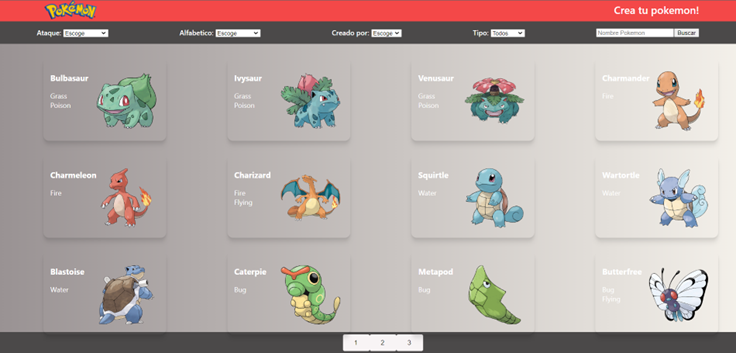 Pokémon
Crea tu pokemon!
Ataque: Escoge
Alfabetico: Escoge
Creado por: Escoge
Tipo: Todos
Nombre Pokemon Buscar
Bulbasaur
Grass
Poison
Ivysaur
Grass
Poison
Venusaur
Grass
Poison
Charmander
Fire
Charmeleon
Fire
Charizard
Fire
Flying
Squirtle
Water
Wartortle
Water
Blastoise
Water
Caterpie
Bug
Metapod
Bug
Butterfree
Bug
Flying
1 2 3